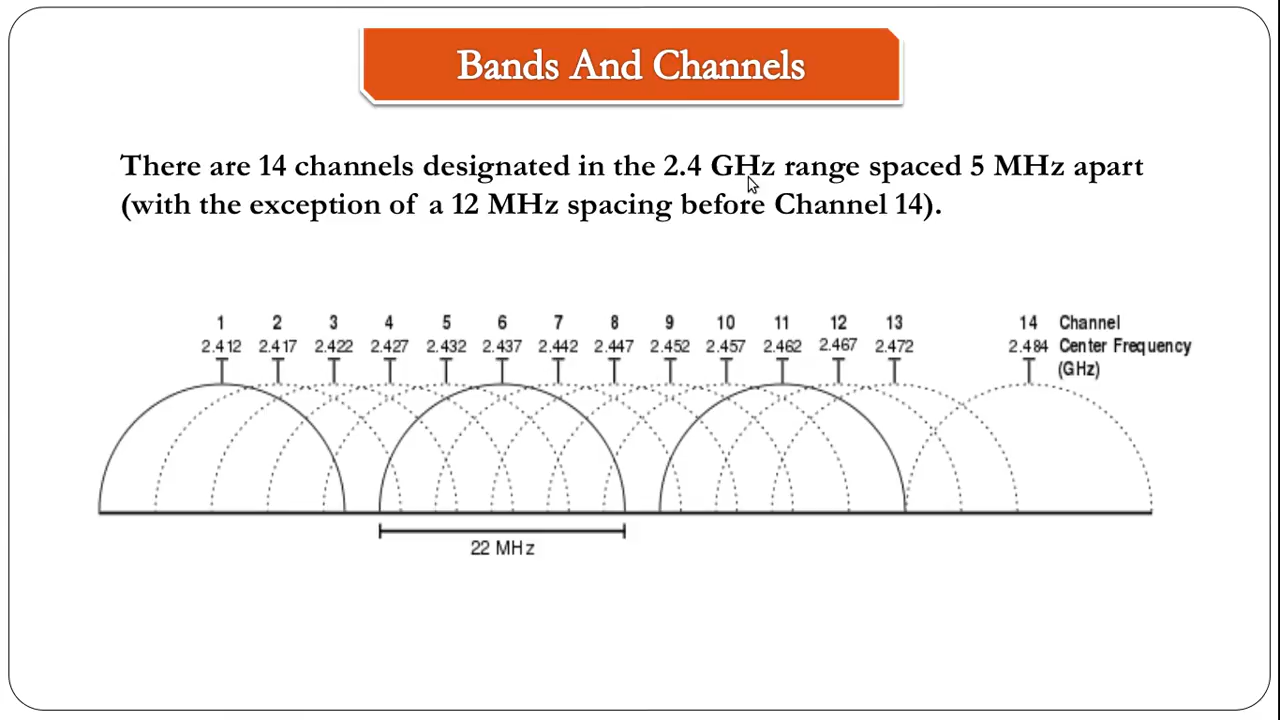 Bands And Channels
There are 14 channels designated in the 2.4 GHz range spaced 5 MHz apart
(with the exception of a 12 MHz spacing before Channel 14).
1 2 3 4 5 6 7 8 9 10 11 12 13 14 Channel
2.412 2.417 2.422 2.427 2.432 2.437 2.442 2.447 2.452 2.457 2.462 2.467 2.472 2.484 Center Frequency
(GHz)
22 MHz